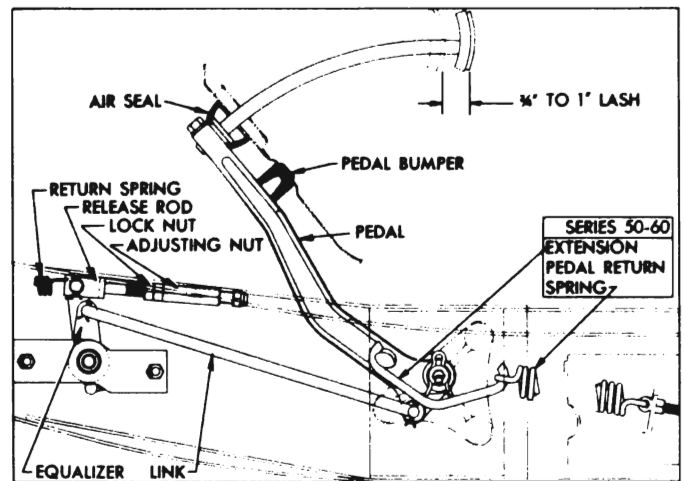 AIR SEAL
¾" TO 1" LASH
PEDAL BUMPER
RETURN SPRING
RELEASE ROD
LOCK NUT
ADJUSTING NUT
PEDAL
SERIES 50-60
EXTENSION
PEDAL RETURN
SPRING
EQUALIZER LINK